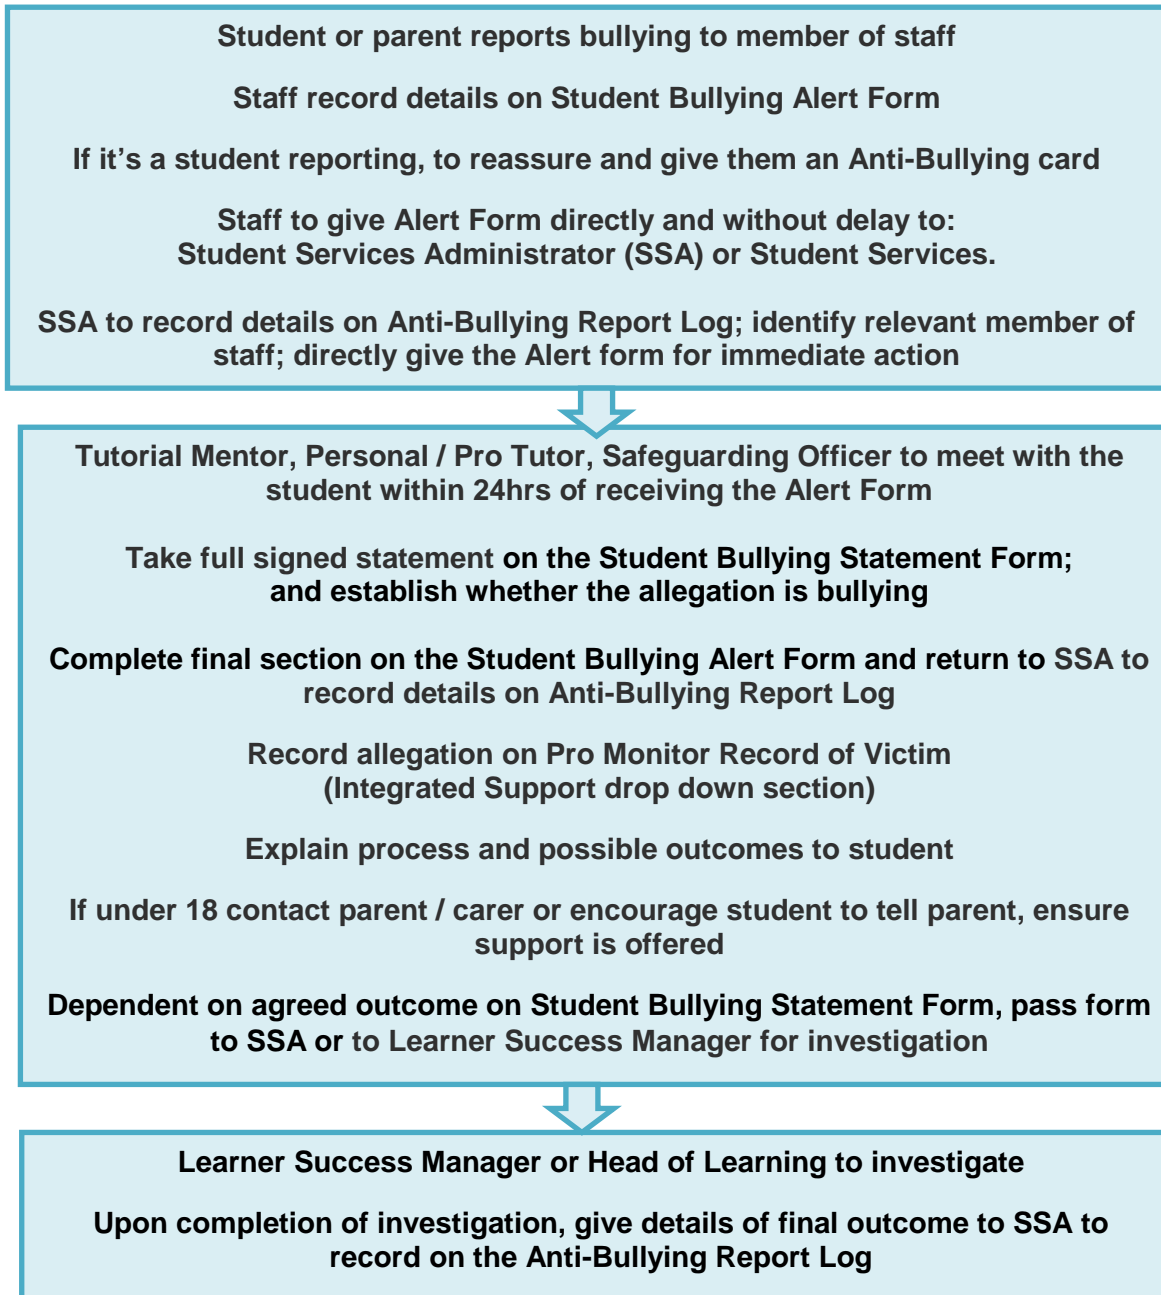 Student or parent reports bullying to member of staff
Staff record details on Student Bullying Alert Form
If it’s a student reporting, to reassure and give them an Anti-Bullying card
Staff to give Alert Form directly and without delay to:
Student Services Administrator (SSA) or Student Services.
SSA to record details on Anti-Bullying Report Log; identify relevant member of
staff; directly give the Alert form for immediate action
Tutorial Mentor, Personal / Pro Tutor, Safeguarding Officer to meet with the
student within 24hrs of receiving the Alert Form
Take full signed statement on the Student Bullying Statement Form;
and establish whether the allegation is bullying
Complete final section on the Student Bullying Alert Form and return to SSA to
record details on Anti-Bullying Report Log
Record allegation on Pro Monitor Record of Victim
(Integrated Support drop down section)
Explain process and possible outcomes to student
If under 18 contact parent / carer or encourage student to tell parent, ensure
support is offered
Dependent on agreed outcome on Student Bullying Statement Form, pass form
to SSA or to Learner Success Manager for investigation
Learner Success Manager or Head of Learning to investigate
Upon completion of investigation, give details of final outcome to SSA to
record on the Anti-Bullying Report Log